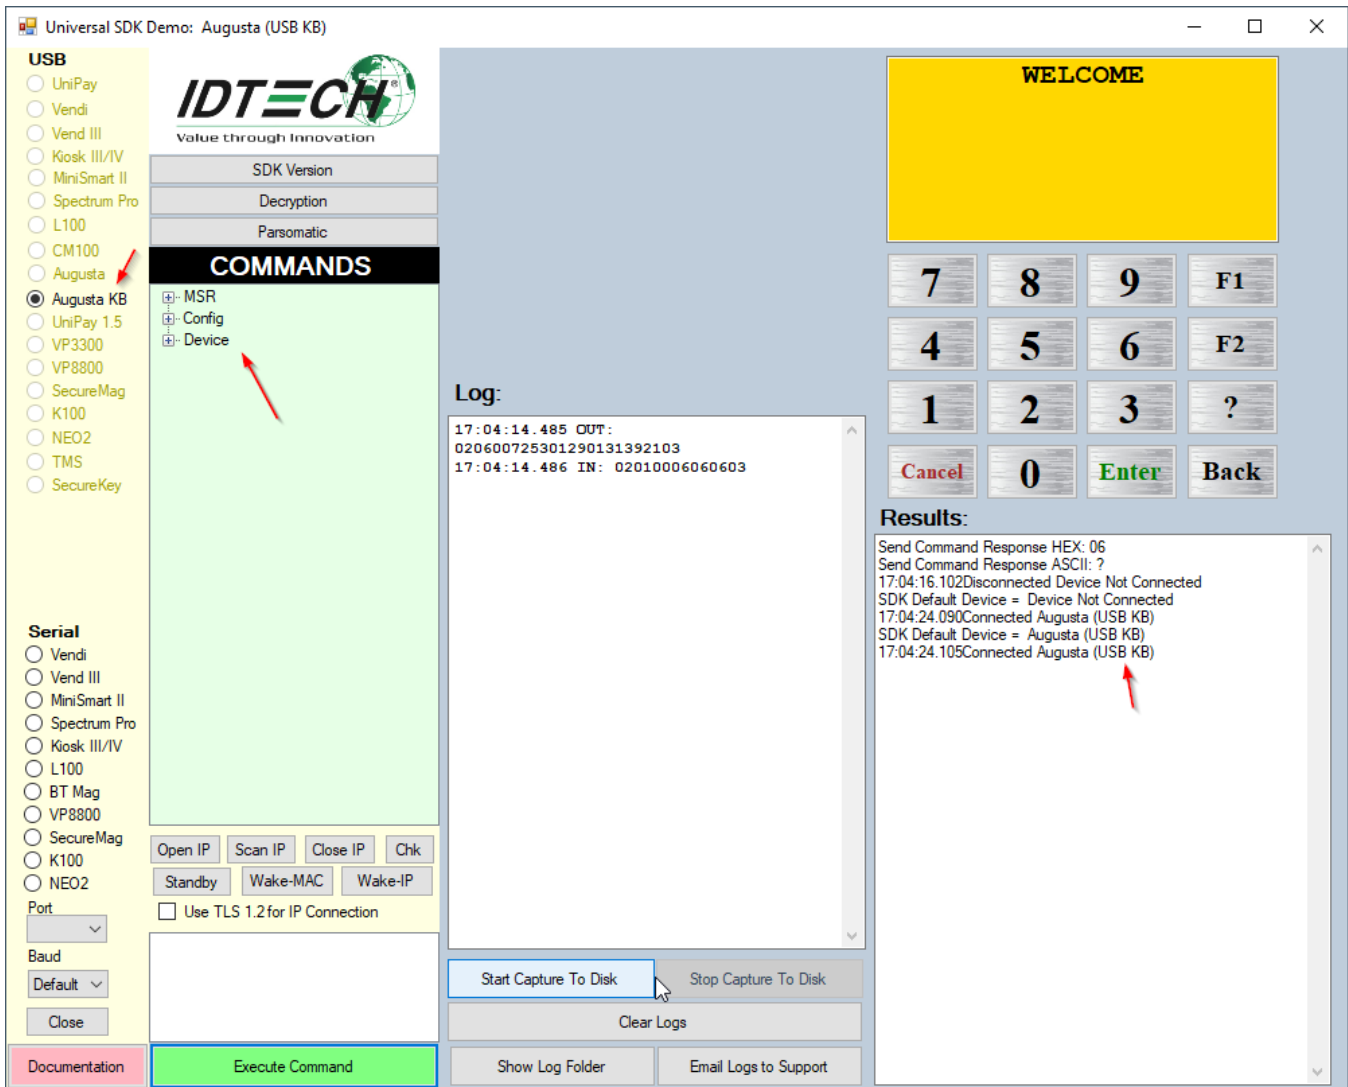 Universal SDK Demo: Augusta (USB KB)
USB
UniPay
Vendi
Vend III
Kiosk III/IV
MiniSmart II
Spectrum Pro
L100
CM100
Augusta
Augusta KB
UniPay 1.5
VP3300
VP8800
SecureMag
K100
NEO2
TMS
SecureKey
Serial
Vendi
Vend III
MiniSmart II
Spectrum Pro
Kiosk III/IV
L100
BT Mag
VP8800
SecureMag
K100
NEO2
Port
Baud
Default
Close
Documentation
IDTECH®
Value through Innovation
SDK Version
Decryption
Parsomatic
COMMANDS
MSR
Config
Device
Open IP Scan IP Close IP Chk
Standby Wake-MAC Wake-IP
Use TLS 1.2 for IP Connection
Execute Command
Log:
17:04:14.485 OUT:
020600725301290131392103
17:04:14.486 IN: 02010006060603
Start Capture To Disk Stop Capture To Disk
Clear Logs
Show Log Folder Email Logs to Support
WELCOME
7 8 9 F1
4 5 6 F2
1 2 3 ?
Cancel 0 Enter Back
Results:
Send Command Response HEX: 06
Send Command Response ASCII: ?
17:04:16.102Disconnected Device Not Connected
SDK Default Device = Device Not Connected
17:04:24.090Connected Augusta (USB KB)
SDK Default Device = Augusta (USB KB)
17:04:24.105Connected Augusta (USB KB)